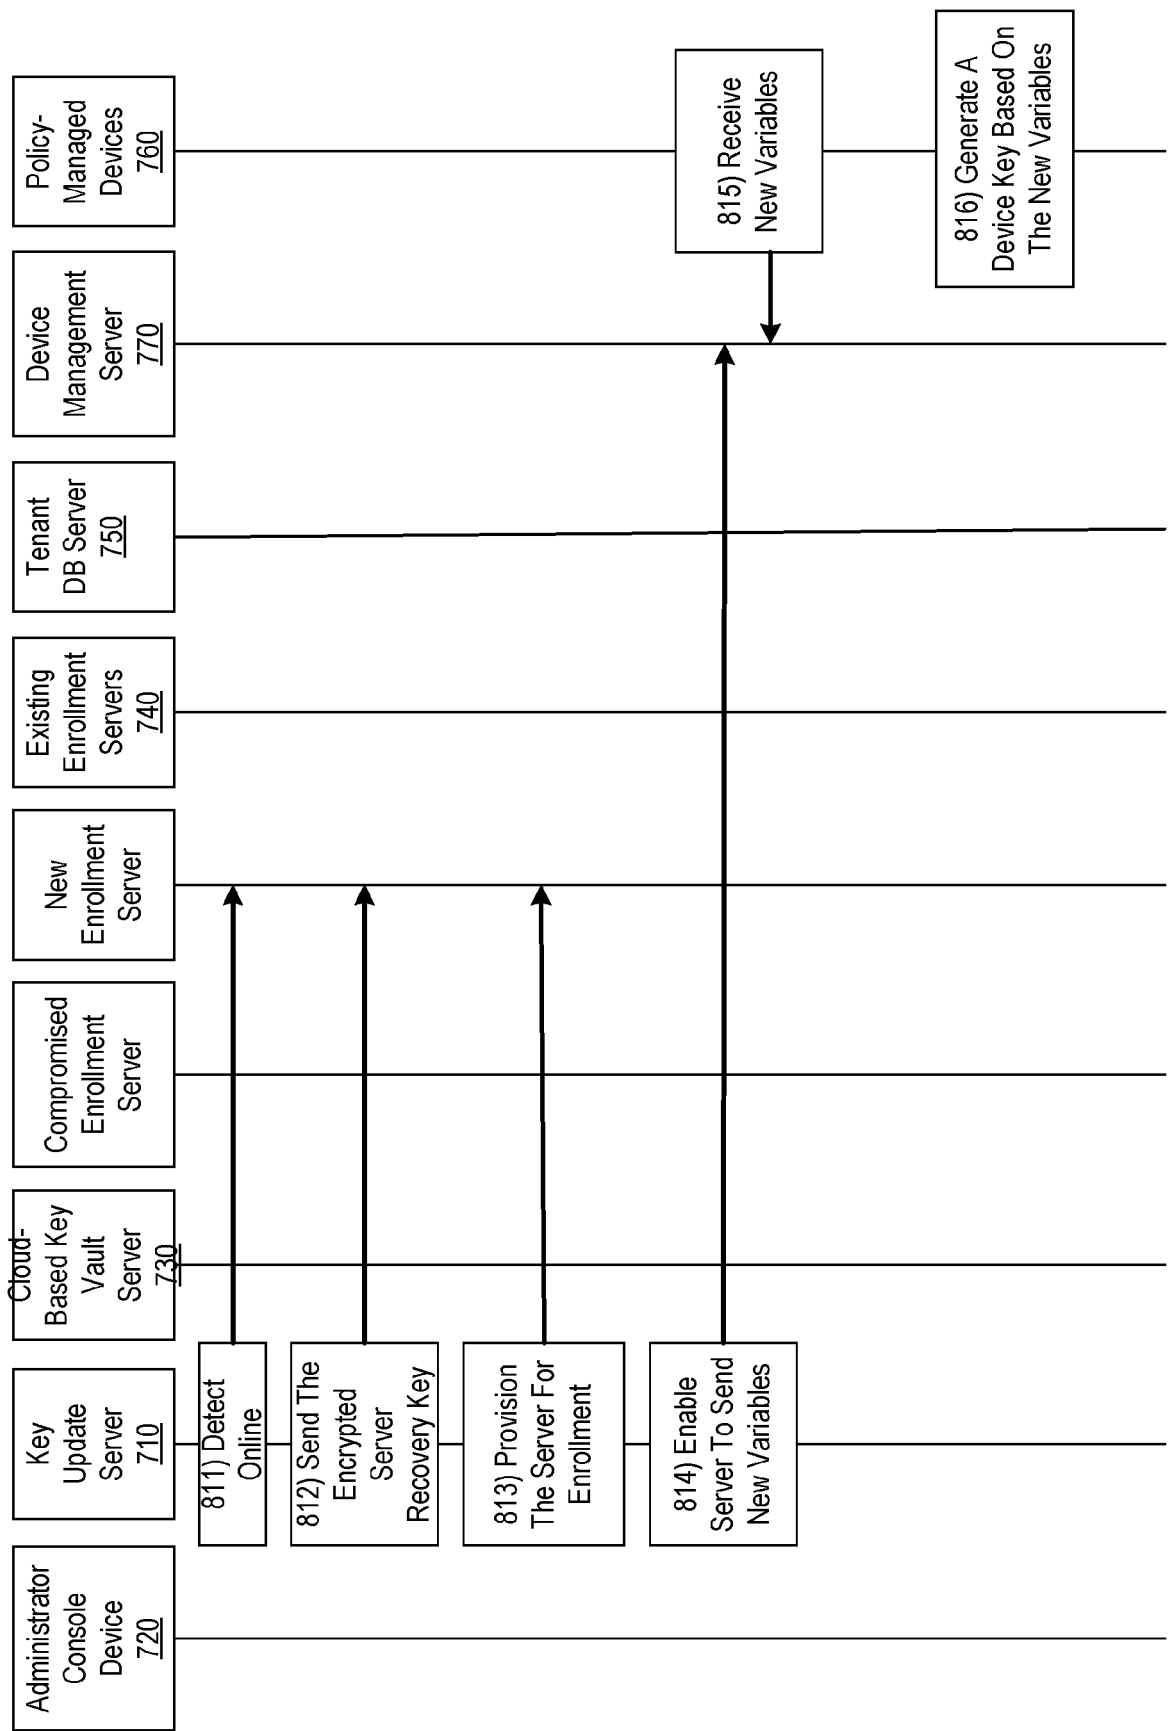 Administrator
Console
Device
720
Key
Update
Server
710
Cloud-
Based Key
Vault
Server
730
Compromised
Enrollment
Server
New
Enrollment
Server
Existing
Enrollment
Servers
740
Tenant
DB Server
750
Device
Management
Server
770
Policy-
Managed
Devices
760
811) Detect
Online
812) Send The
Encrypted
Server
Recovery Key
813) Provision
The Server For
Enrollment
814) Enable
Server To Send
New Variables
815) Receive
New Variables
816) Generate A
Device Key Based On
The New Variables